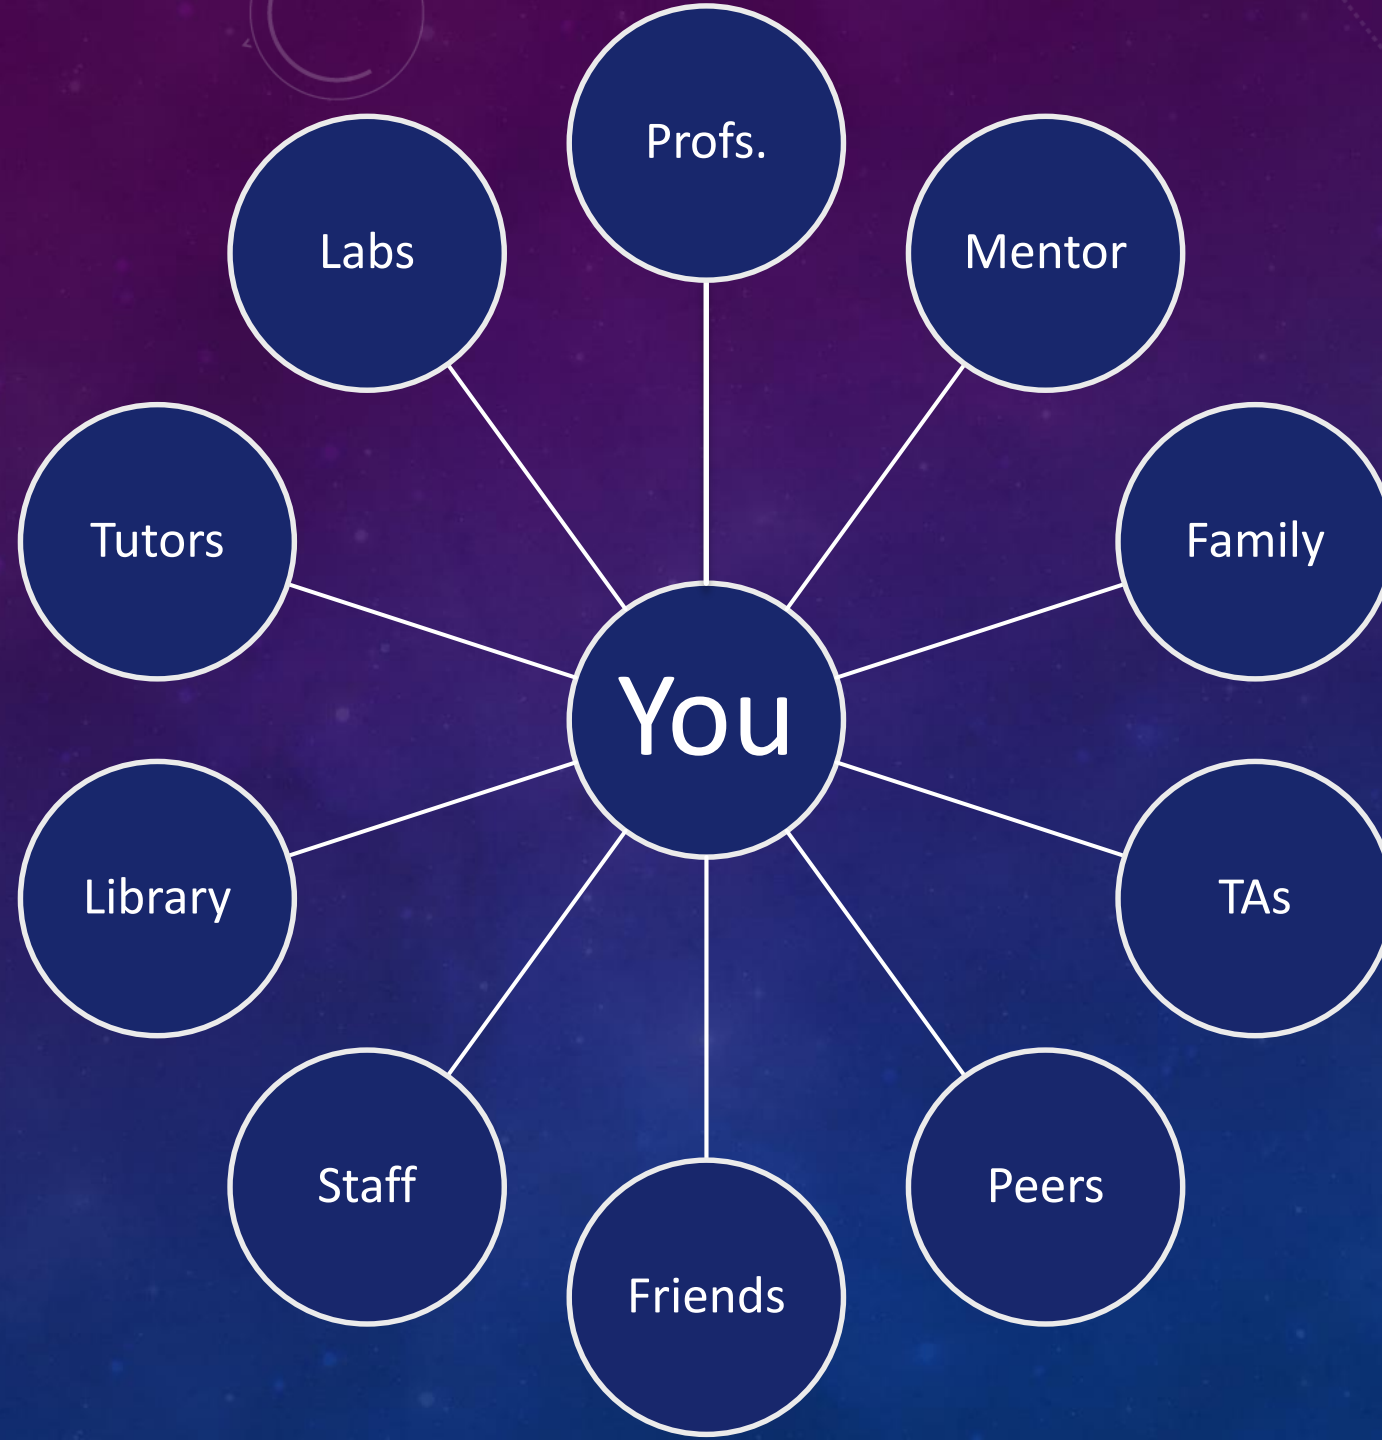 Profs.
Labs
Mentor
Tutors
Family
You
Library
TAs
Staff
Peers
Friends